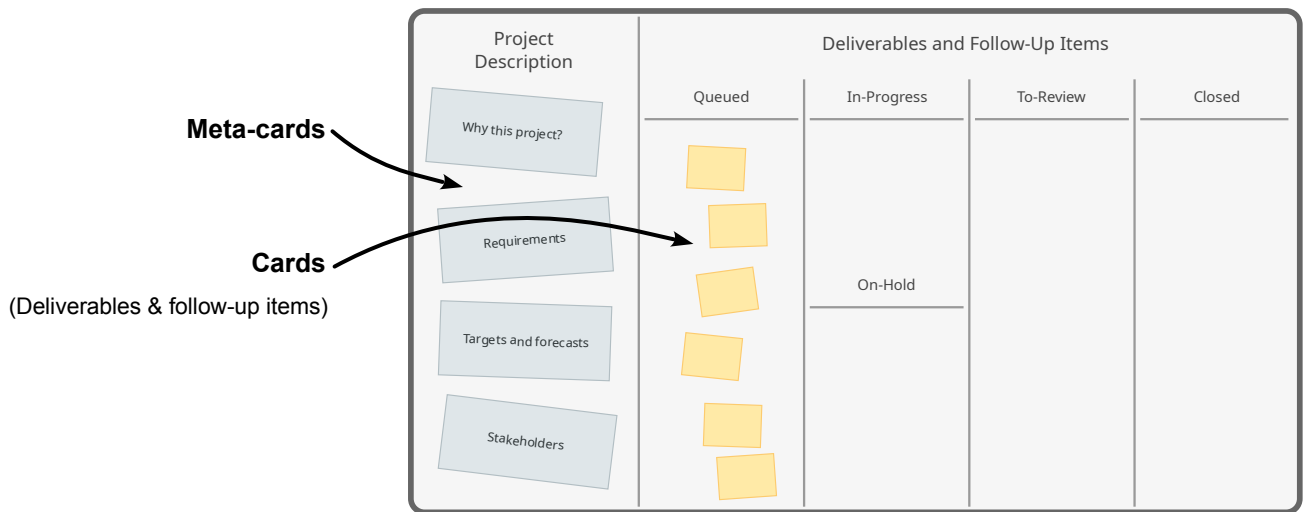 Meta-cards
Cards
(Deliverables & follow-up items)
Project
Description
Why this project?
Requirements
Targets and forecasts
Stakeholders
Deliverables and Follow-Up Items
Queued
In-Progress
To-Review
Closed
On-Hold